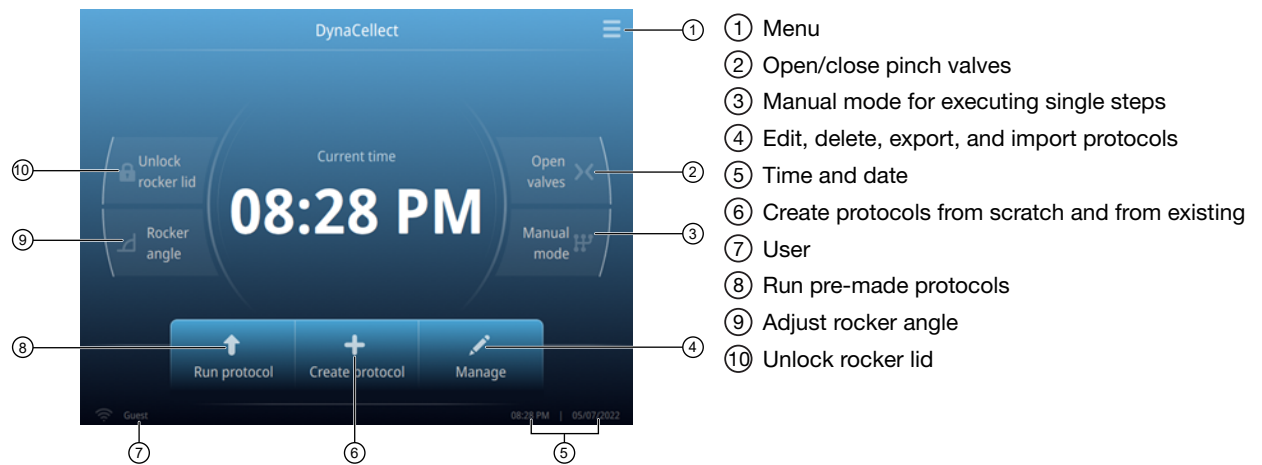 DynaCellect
Unlock
rocker lid
Rocker
angle
Current time
08:28 PM
Open
valves
Manual
mode
Run protocol
Create protocol
Manage
Guest
08:28 PM | 05/07/2022
1
2
3
4
5
6
7
8
9
10
1 Menu
2 Open/close pinch valves
3 Manual mode for executing single steps
4 Edit, delete, export, and import protocols
5 Time and date
6 Create protocols from scratch and from existing
7 User
8 Run pre-made protocols
9 Adjust rocker angle
10 Unlock rocker lid